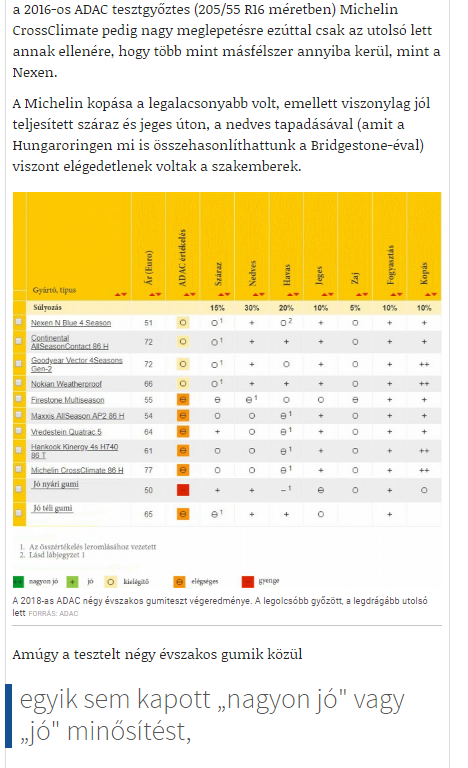 a 2016-os ADAC tesztgyőztes (205/55 R16 méretben) Michelin
CrossClimate pedig nagy meglepetésre ezúttal csak az utolsó lett
annak ellenére, hogy több mint másfélszer annyiba kerül, mint a
Nexen.
A Michelin kopása a legalacsonyabb volt, emellett viszonylag jól
teljesített száraz és jeges úton, a nedves tapadásával (amit a
Hungaroringen mi is összehasonlíthattunk a Bridgestone-éval)
viszont elégedetlenek voltak a szakemberek.
Gyártó, típus Ár (Euro) ADAC értékelés Száraz Nedves Havas Jeges Zaj Fogyasztás Kopás
Súlyozás 15% 30% 20% 10% 5% 10% 10%
Nexen N Blue 4 Season 51 O O1 + O2 + O + +
Continental
AllSeasonContact 86 H 72 O O1 + + + O + +
Goodyear Vector 4Seasons
Gen-2 72 O O1 + O + O + ++
Nokian Weatherproof 66 O O1 + + + O + ++
Firestone Multiseason 55 ⊖ ⊖ ⊖1 O O ⊖ + +
Maxxis AllSeason AP2 86 H 54 ⊖ O O ⊖1 + O + +
Vredestein Quatrac 5 64 ⊖ + O ⊖1 + O + +
Hankook Kinergy 4s H740
86 T 61 ⊖ O O ⊖1 + O + ++
Michelin CrossClimate 86 H 77 ⊖ O O ⊖1 + O + ++
Jó nyári gumi 50 – + + –1 ⊖ O + O
Jó téli gumi 65 ⊖ ⊖1 + + O +
1. Az összértékelés leromlásához vezetett
2. Lásd lábjegyzet 1
++ nagyon jó + jó O kielégítő ⊖ elégséges – gyenge
A 2018-as ADAC négy évszakos gumiteszt végeredménye. A legolcsóbb győzött, a legdrágább utolsó
lett FORRÁS: ADAC
Amúgy a tesztelt négy évszakos gumik közül
egyik sem kapott „nagyon jó" vagy
„jó" minősítést,